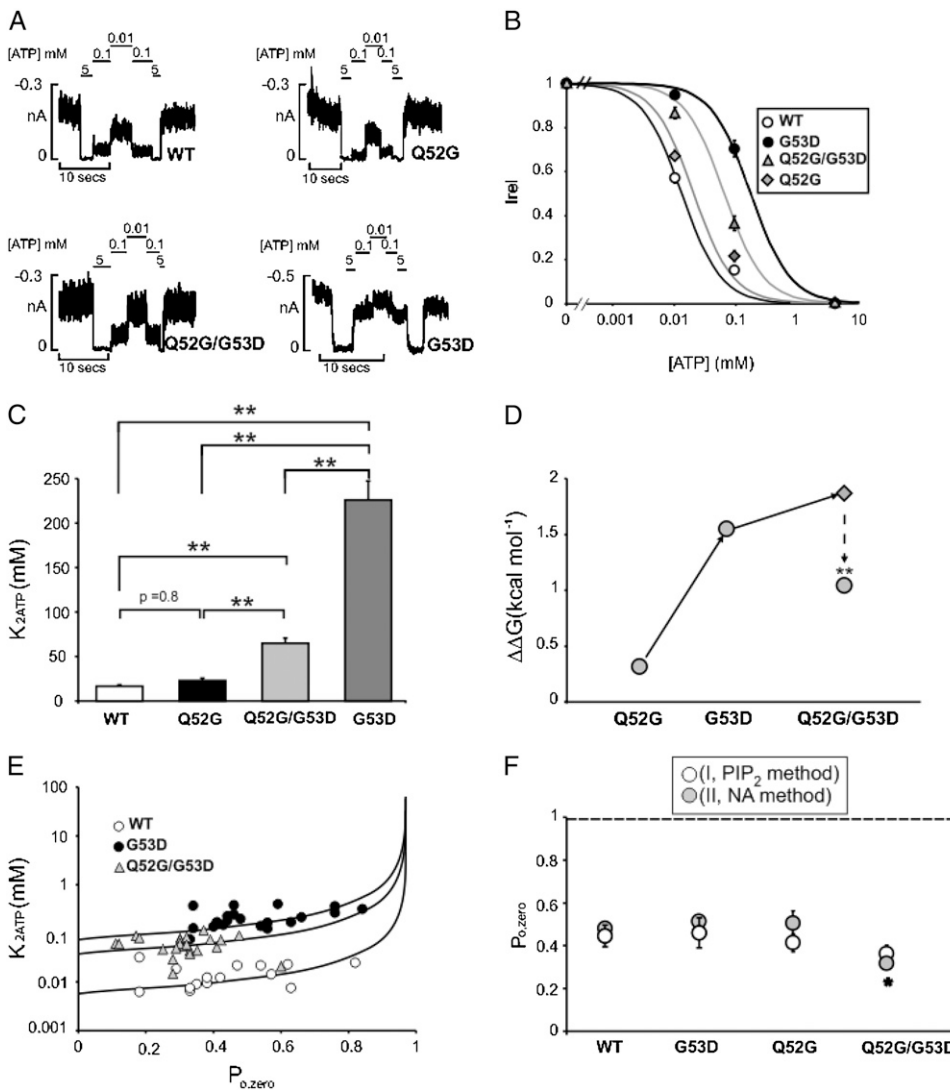 A
[ATP] mM
5
0.1
0.01
0.1
5
-0.3
nA
0
10 secs
WT
[ATP] mM
5
0.1
0.01
0.1
5
-0.3
nA
0
10 secs
Q52G
[ATP] mM
5
0.1
0.01
0.1
5
-0.3
nA
0
10 secs
Q52G/G53D
[ATP] mM
5
0.1
0.01
0.1
5
-0.5
nA
0
10 secs
G53D
B
Irel
1
0.8
0.6
0.4
0.2
0
0 0.001 0.01 0.1 1 10
[ATP] (mM)
WT
G53D
Q52G/G53D
Q52G
C
K2ATP (mM)
250
200
150
100
50
0
**
**
**
**
p =0.8
**
WT Q52G Q52G/G53D G53D
D
ΔΔG(kcal mol⁻¹)
2
1.5
1
0.5
0
**
Q52G G53D Q52G/G53D
E
K2ATP (mM)
100
10
1
0.1
0.01
0.001
WT
G53D
Q52G/G53D
0 0.2 0.4 0.6 0.8 1
Po,zero
F
(I, PIP2 method)
(II, NA method)
Po,zero
1
0.8
0.6
0.4
0.2
0
*
WT G53D Q52G Q52G/G53D